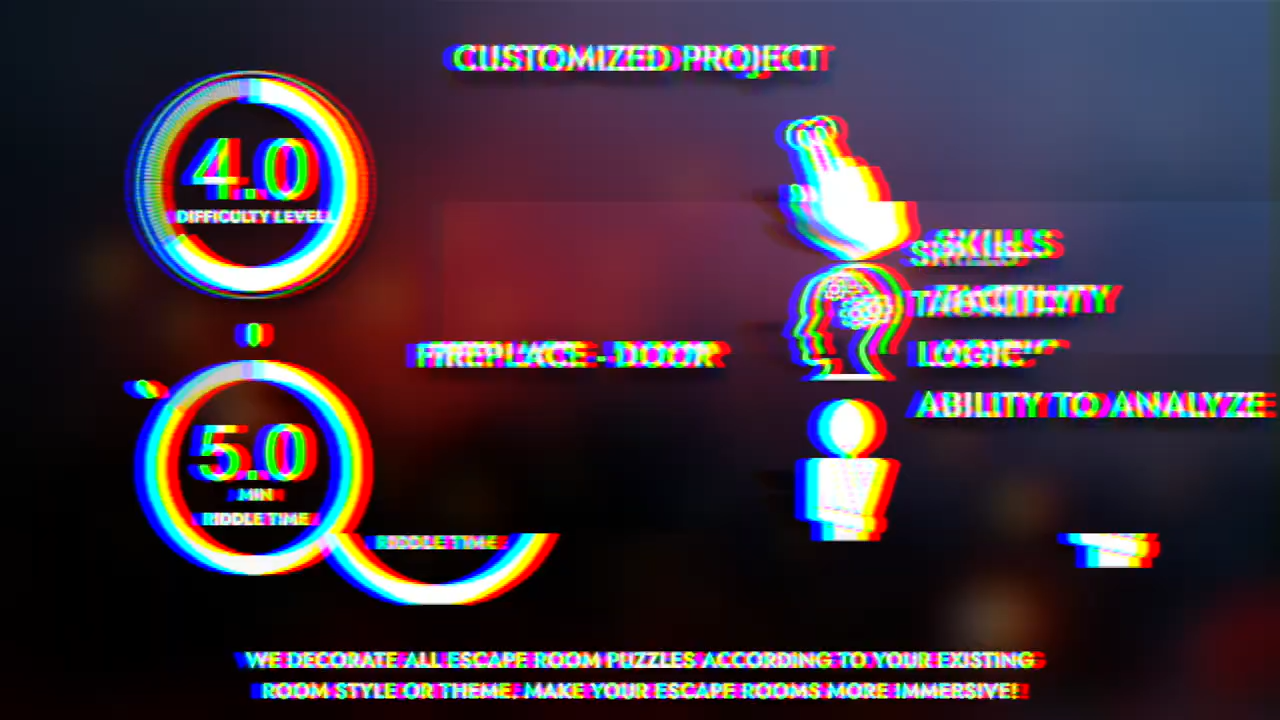 CUSTOMIZED PROJECT
4.0
DIFFICULTY LEVEL
SKILLS
TACTILITY
FIREPLACE - DOOR
LOGIC
ABILITY TO ANALYZE
5.0
MIN
RIDDLE TIME
RIDDLE TIME
WE DECORATE ALL ESCAPE ROOM PUZZLES ACCORDING TO YOUR EXISTING
ROOM STYLE OR THEME. MAKE YOUR ESCAPE ROOMS MORE IMMERSIVE!